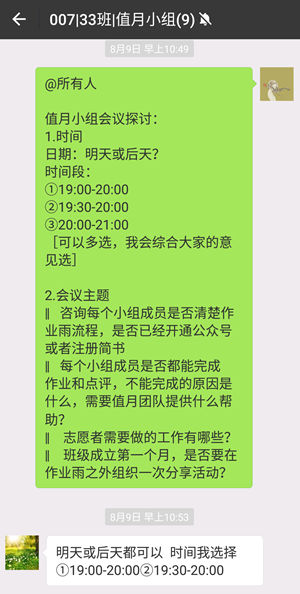 007|33班|值月小组(9)
8月9日 早上10:49
@所有人
值月小组会议探讨：
1.时间
日期：明天或后天？
时间段：
①19:00-20:00
②19:30-20:00
③20:00-21:00
［可以多选，我会综合大家的意
见选］
2.会议主题
‖ 咨询每个小组成员是否清楚作
业雨流程，是否已经开通公众号
或者注册简书
‖ 每个小组成员是否都能完成
作业和点评，不能完成的原因是
什么，需要值月团队提供什么帮
助？
‖ 志愿者需要做的工作有哪些？
‖ 班级成立第一个月，是否要在
作业雨之外组织一次分享活动？
8月9日 早上10:53
明天或后天都可以 时间我选择
①19:00-20:00②19:30-20:00